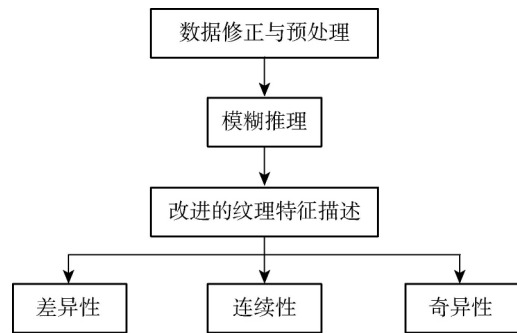 数据修正与预处理
模糊推理
改进的纹理特征描述
差异性
连续性
奇异性